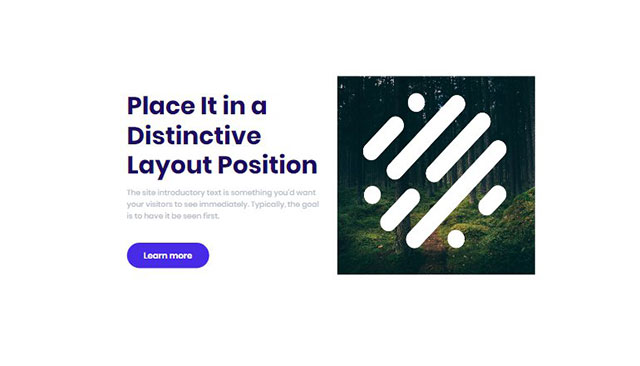 Place It in a
Distinctive
Layout Position
The site introductory text is something you'd want
your visitors to see immediately. Typically, the goal
is to have it be seen first.
Learn more